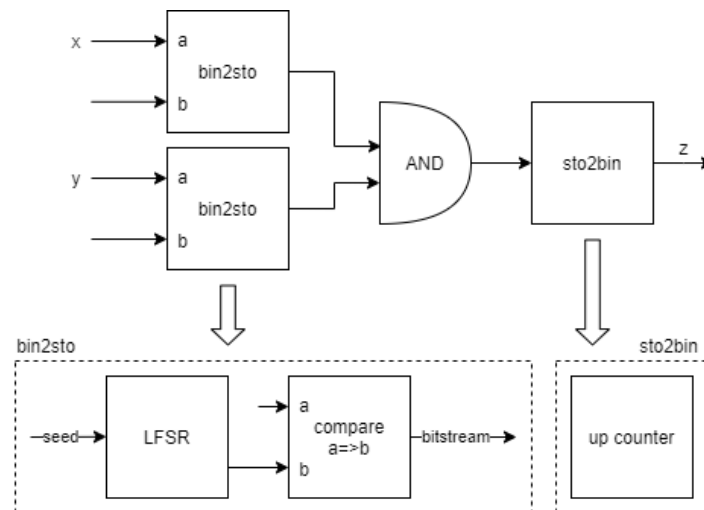 x
a
bin2sto
b
y
a
bin2sto
b
AND
sto2bin
z
bin2sto
seed
LFSR
a
compare
a=>b
b
bitstream
sto2bin
up counter